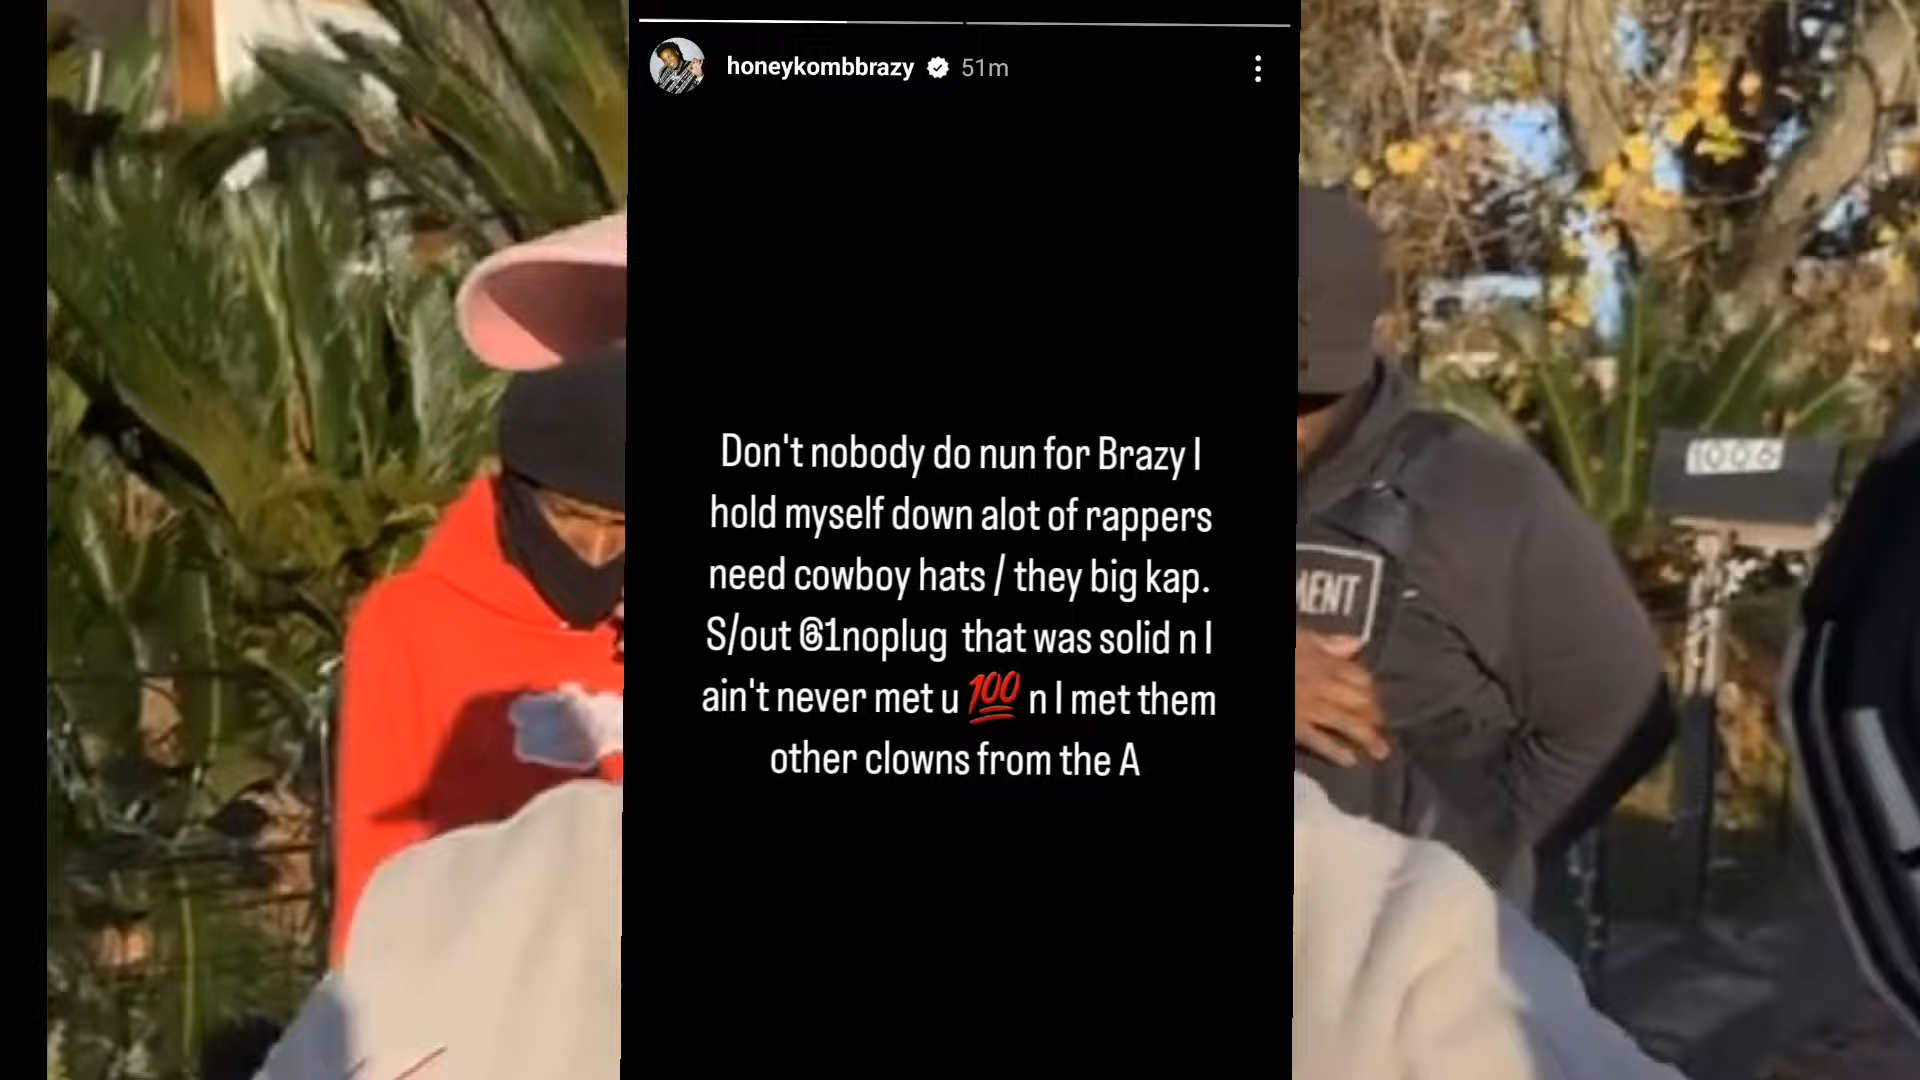 honeykombbrazy 51m
Don't nobody do nun for Brazy I
hold myself down alot of rappers
need cowboy hats / they big kap.
S/out @1noplug that was solid n I
ain't never met u 💯 n I met them
other clowns from the A
1006
MENT